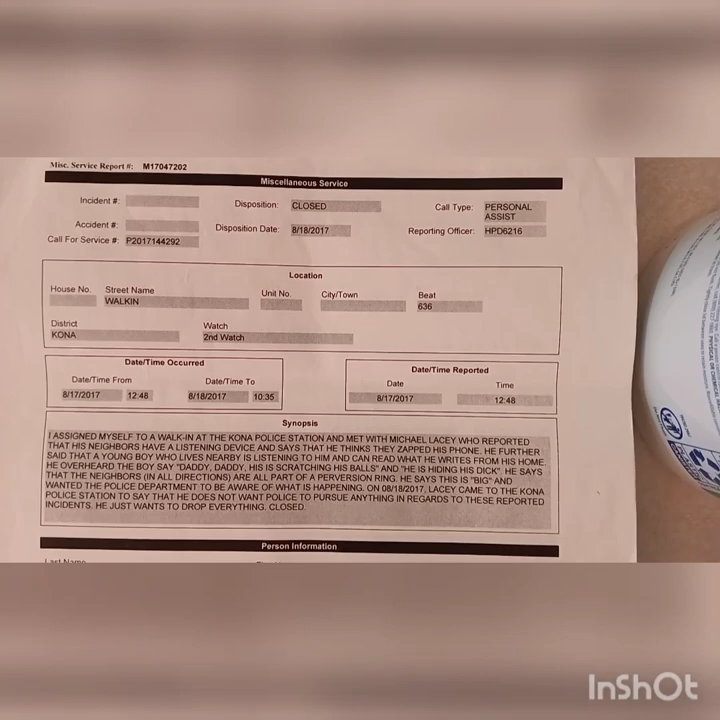 Misc. Service Report #: M17047202
Miscellaneous Service
Incident #:
Disposition: CLOSED
Call Type: PERSONAL
ASSIST
Accident #:
Disposition Date: 8/18/2017
Reporting Officer: HPD6216
Call For Service #: P2017144292
Location
House No. Street Name Unit No. City/Town Beat
WALKIN 636
District Watch
KONA 2nd Watch
Date/Time Occurred
Date/Time From Date/Time To
8/17/2017 12:48 8/18/2017 10:35
Date/Time Reported
Date Time
8/17/2017 12:48
Synopsis
I ASSIGNED MYSELF TO A WALK-IN AT THE KONA POLICE STATION AND MET WITH MICHAEL LACEY WHO REPORTED
THAT HIS NEIGHBORS HAVE A LISTENING DEVICE AND SAYS THAT HE THINKS THEY ZAPPED HIS PHONE. HE FURTHER
SAID THAT A YOUNG BOY WHO LIVES NEARBY IS LISTENING TO HIM AND CAN READ WHAT HE WRITES FROM HIS HOME.
HE OVERHEARD THE BOY SAY "DADDY, DADDY, HIS IS SCRATCHING HIS BALLS" AND "HE IS HIDING HIS DICK". HE SAYS
THAT THE NEIGHBORS (IN ALL DIRECTIONS) ARE ALL PART OF A PERVERSION RING. HE SAYS THIS IS "BIG" AND
WANTED THE POLICE DEPARTMENT TO BE AWARE OF WHAT IS HAPPENING. ON 08/18/2017, LACEY CAME TO THE KONA
POLICE STATION TO SAY THAT HE DOES NOT WANT POLICE TO PURSUE ANYTHING IN REGARDS TO THESE REPORTED
INCIDENTS. HE JUST WANTS TO DROP EVERYTHING. CLOSED.
Person Information
Last Name
InShOt